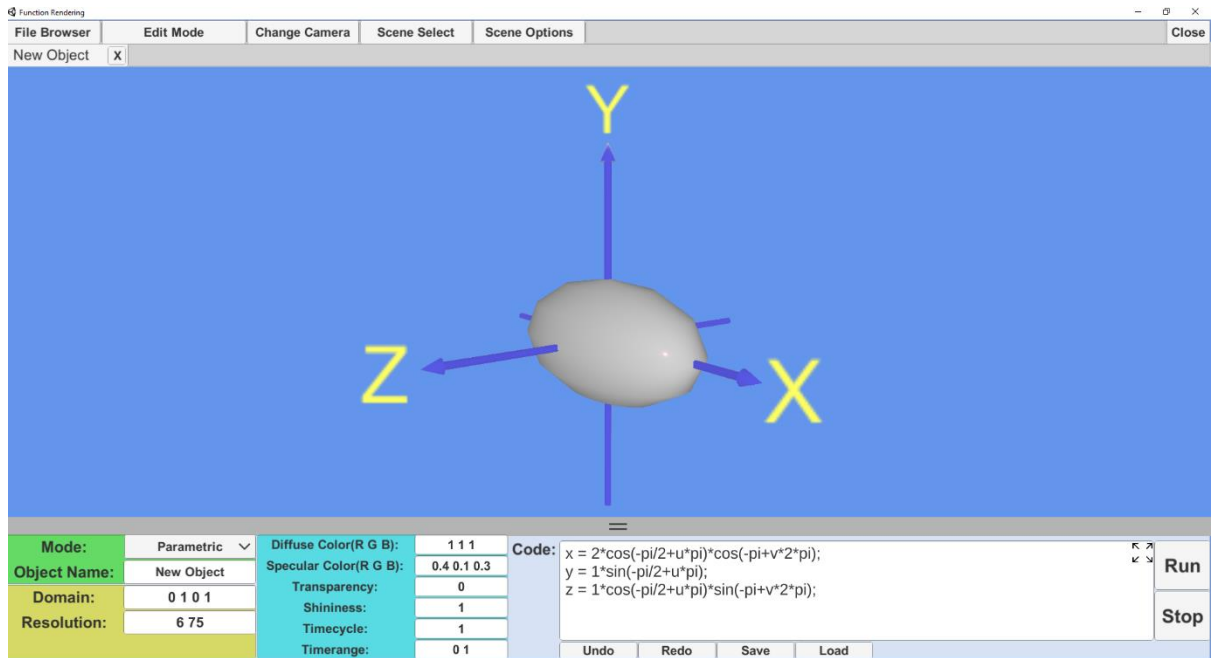 Function Rendering
File Browser Edit Mode Change Camera Scene Select Scene Options Close
New Object X
Y
Z
X
Mode: Parametric
Object Name: New Object
Domain: 0 1 0 1
Resolution: 6 75
Diffuse Color(R G B): 1 1 1
Specular Color(R G B): 0.4 0.1 0.3
Transparency: 0
Shininess: 1
Timecycle: 1
Timerange: 0 1
Code:
x = 2*cos(-pi/2+u*pi)*cos(-pi+v*2*pi);
y = 1*sin(-pi/2+u*pi);
z = 1*cos(-pi/2+u*pi)*sin(-pi+v*2*pi);
Run
Stop
Undo Redo Save Load